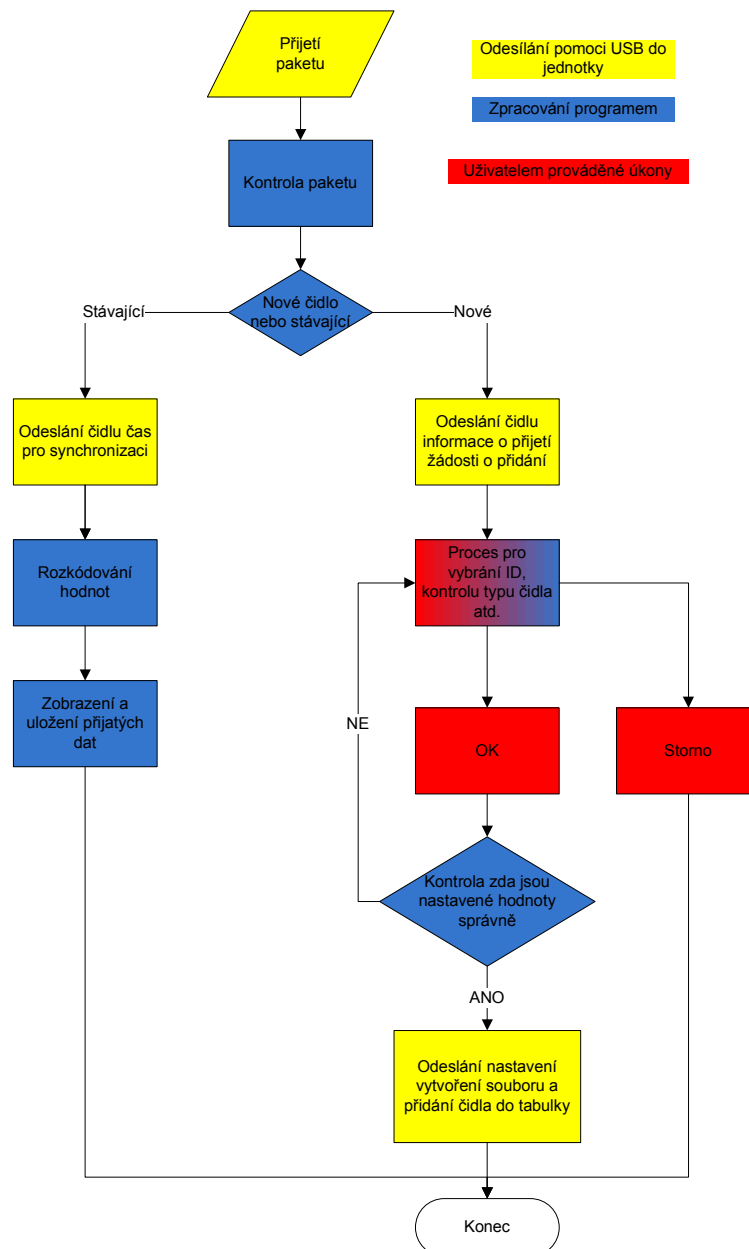 Přijetí
paketu
Odesílání pomoci USB do
jednotky
Zpracování programem
Uživatelem prováděné úkony
Kontrola paketu
Nové čidlo
nebo stávající
Stávající
Nové
Odeslání čidlu čas
pro synchronizaci
Odeslání čidlu
informace o přijetí
žádosti o přidání
Rozkódování
hodnot
Proces pro
vybrání ID,
kontrolu typu čidla
atd.
Zobrazení a
uložení přijatých
dat
NE
OK
Storno
Kontrola zda jsou
nastavené hodnoty
správně
ANO
Odeslání nastavení
vytvoření souboru a
přidání čidla do tabulky
Konec